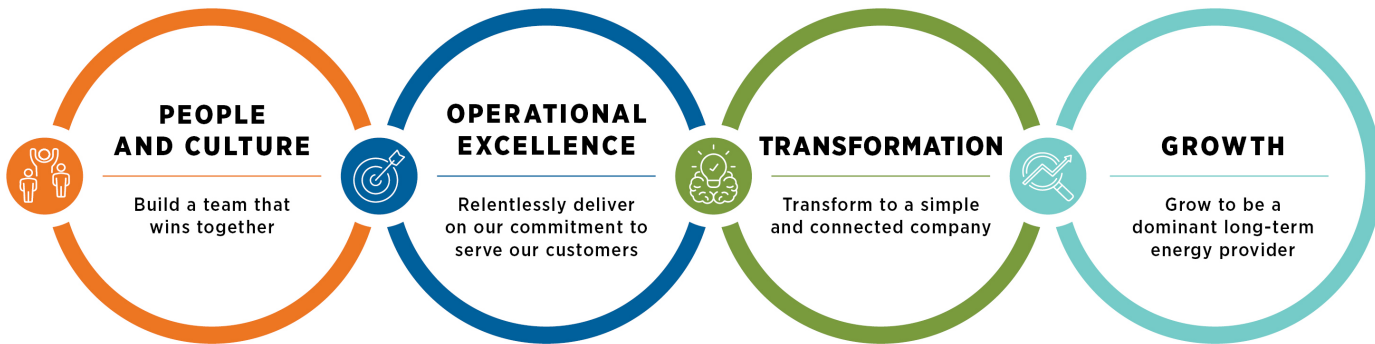 PEOPLE
AND CULTURE
Build a team that
wins together
OPERATIONAL
EXCELLENCE
Relentlessly deliver
on our commitment to
serve our customers
TRANSFORMATION
Transform to a simple
and connected company
GROWTH
Grow to be a
dominant long-term
energy provider